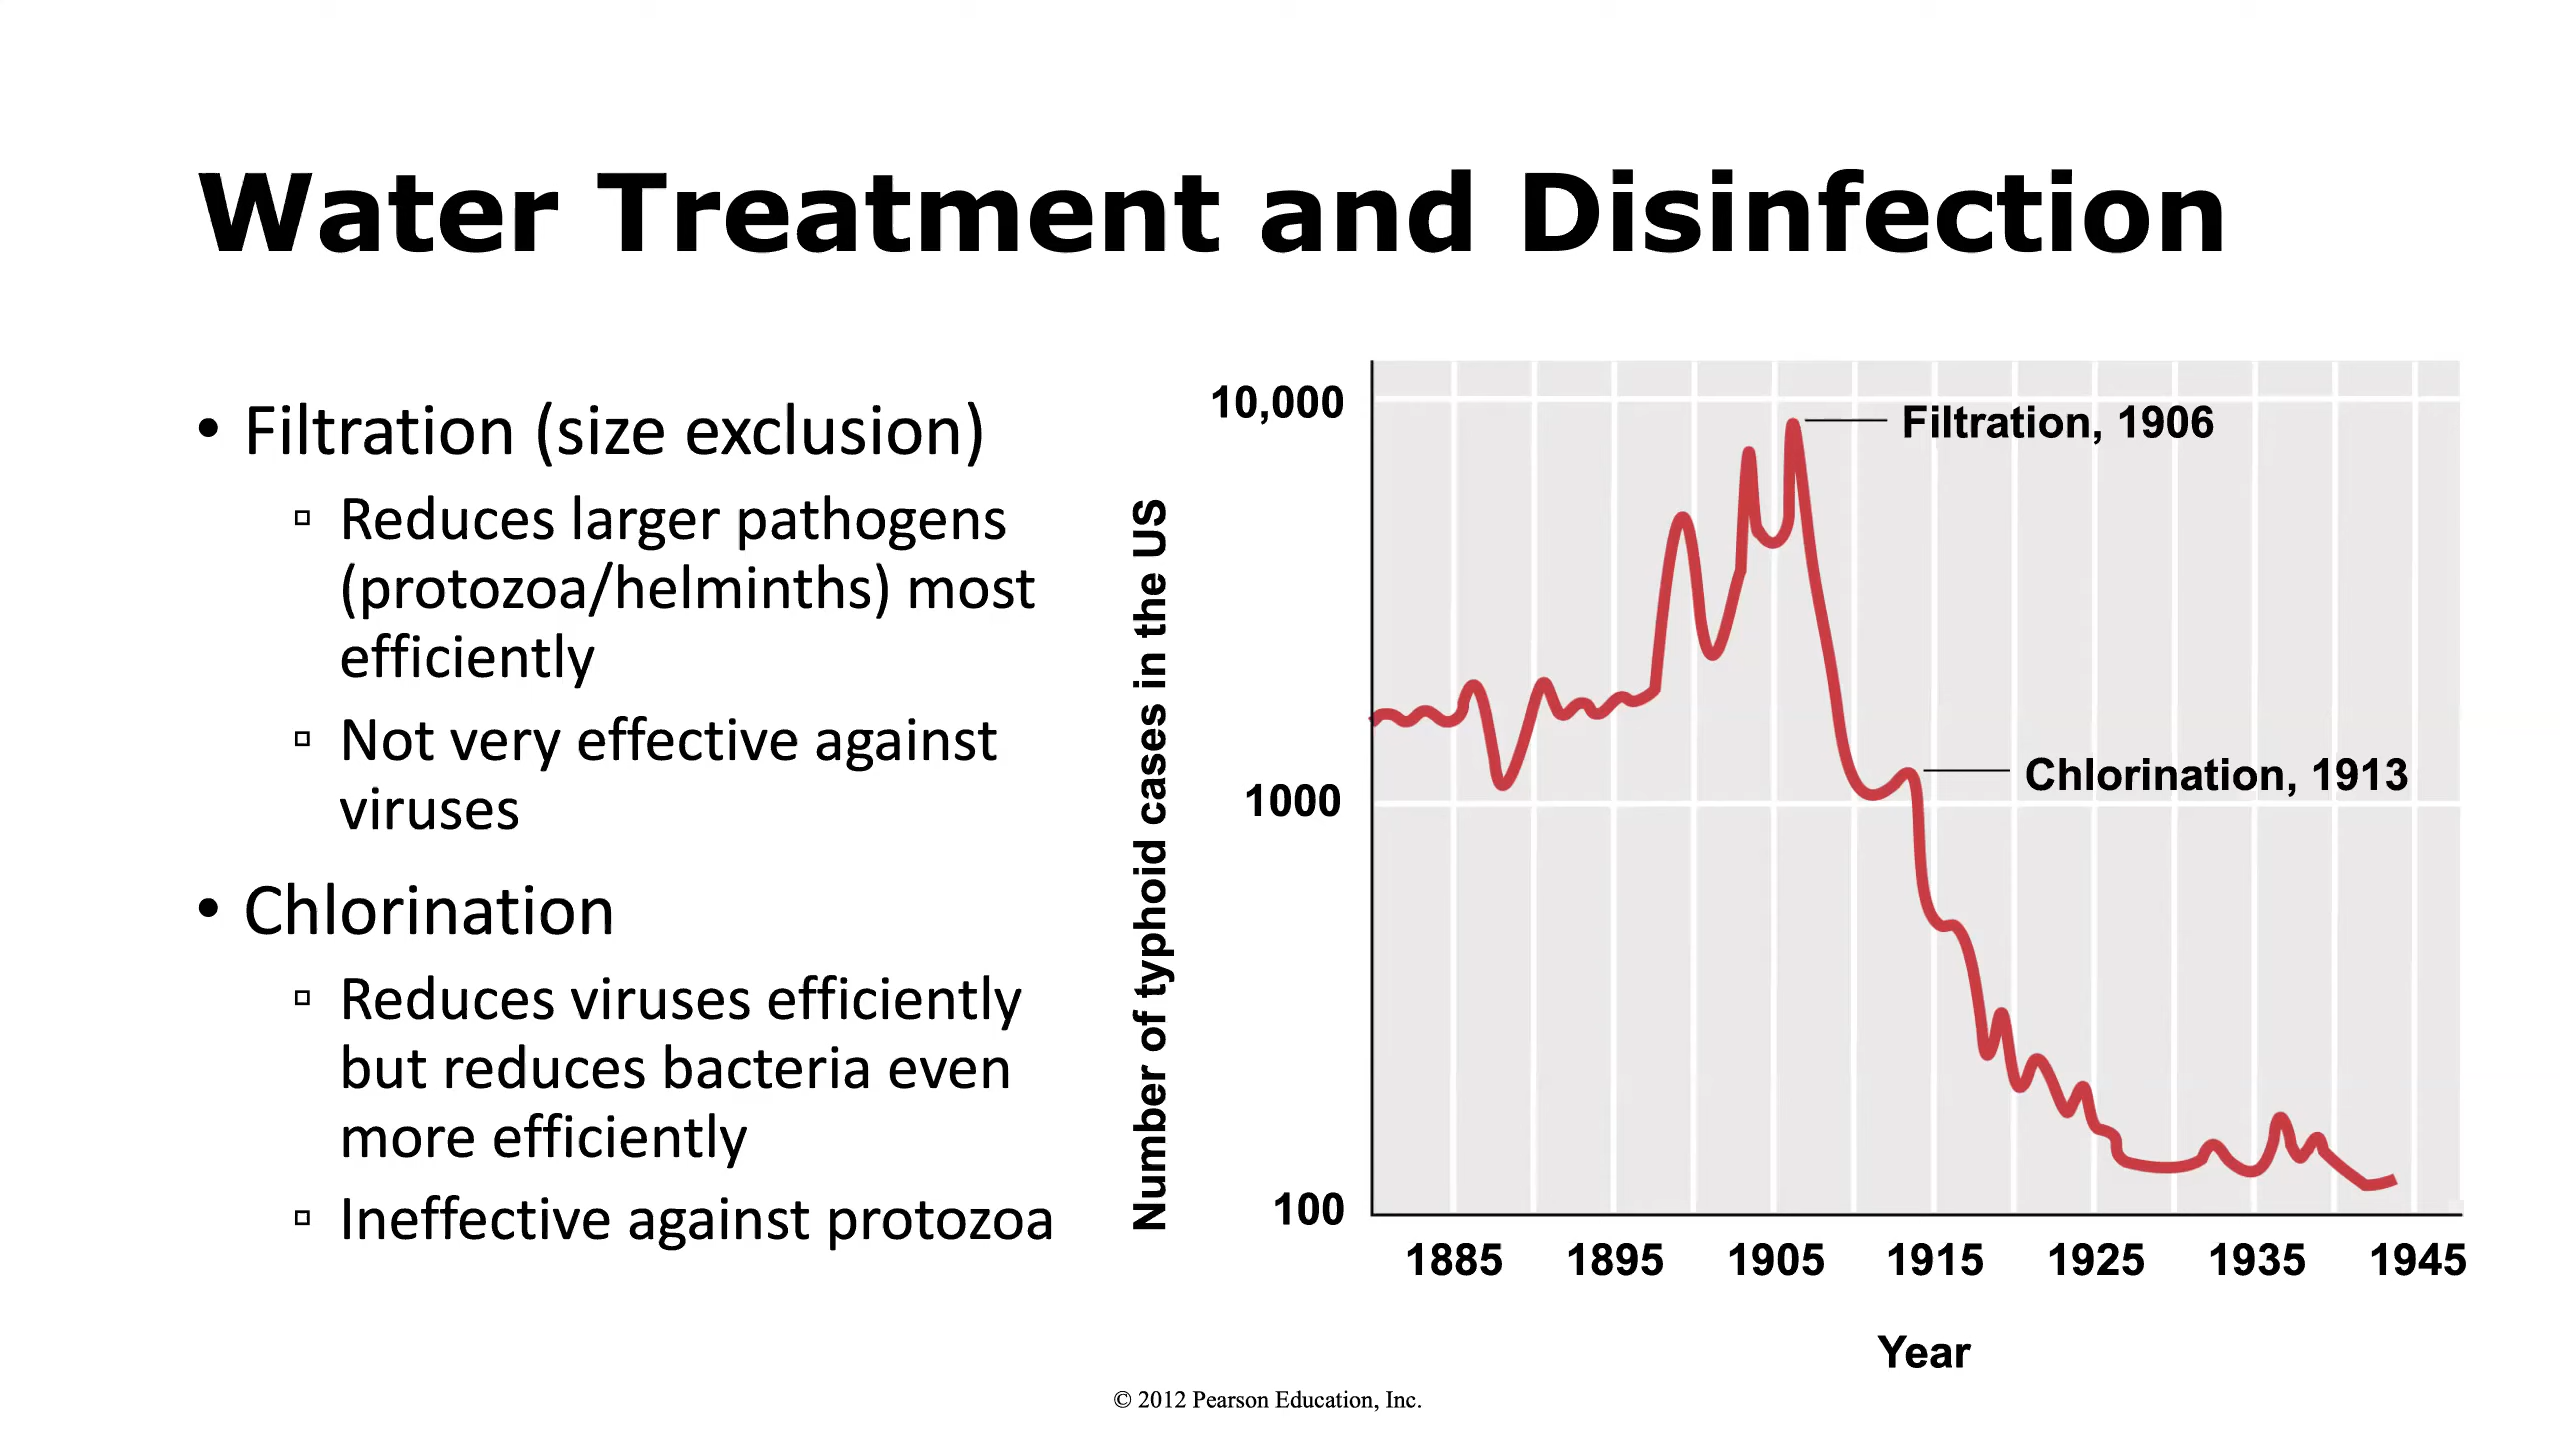 Water Treatment and Disinfection
• Filtration (size exclusion)
▫ Reduces larger pathogens
(protozoa/helminths) most
efficiently
▫ Not very effective against
viruses
• Chlorination
▫ Reduces viruses efficiently
but reduces bacteria even
more efficiently
▫ Ineffective against protozoa
Number of typhoid cases in the US
10,000
1000
100
Filtration, 1906
Chlorination, 1913
1885 1895 1905 1915 1925 1935 1945
Year
© 2012 Pearson Education, Inc.